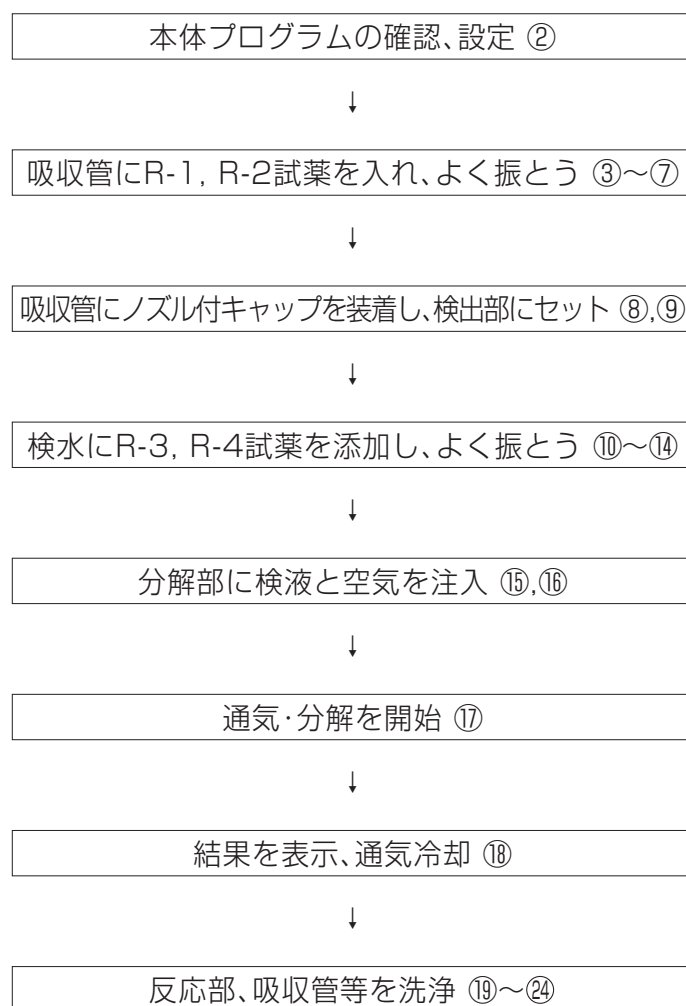 本体プログラムの確認、設定 ②
↓
吸収管にR-1, R-2試薬を入れ、よく振とう ③～⑦
↓
吸収管にノズル付キャップを装着し、検出部にセット ⑧,⑨
↓
検水にR-3, R-4試薬を添加し、よく振とう ⑩～⑭
↓
分解部に検液と空気を注入 ⑮,⑯
↓
通気・分解を開始 ⑰
↓
結果を表示、通気冷却 ⑱
↓
反応部、吸収管等を洗浄 ⑲～㉔